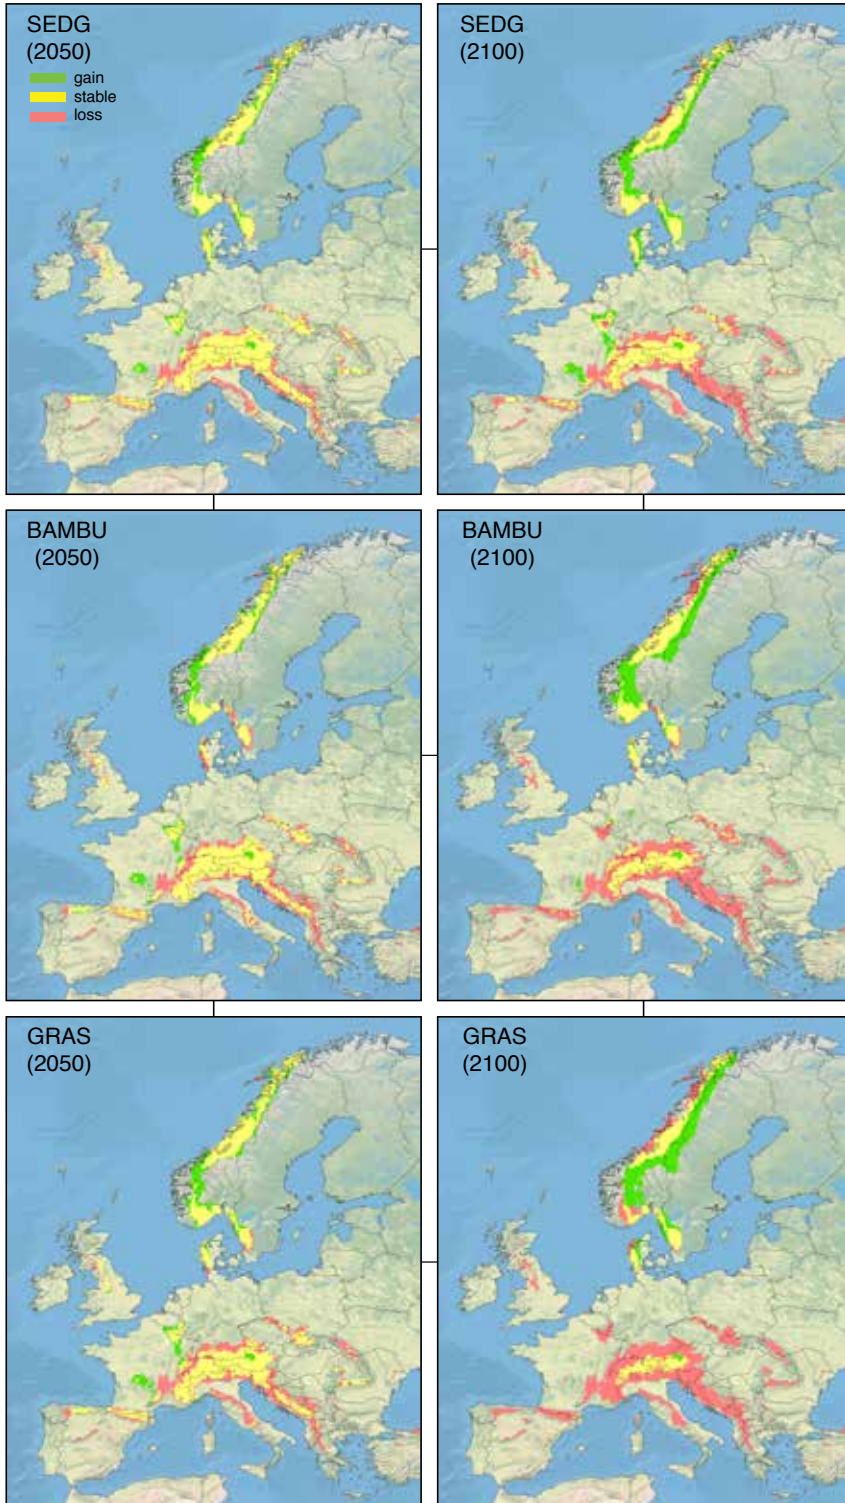 SEDG
(2050)
gain
stable
loss
SEDG
(2100)
BAMBU
(2050)
BAMBU
(2100)
GRAS
(2050)
GRAS
(2100)